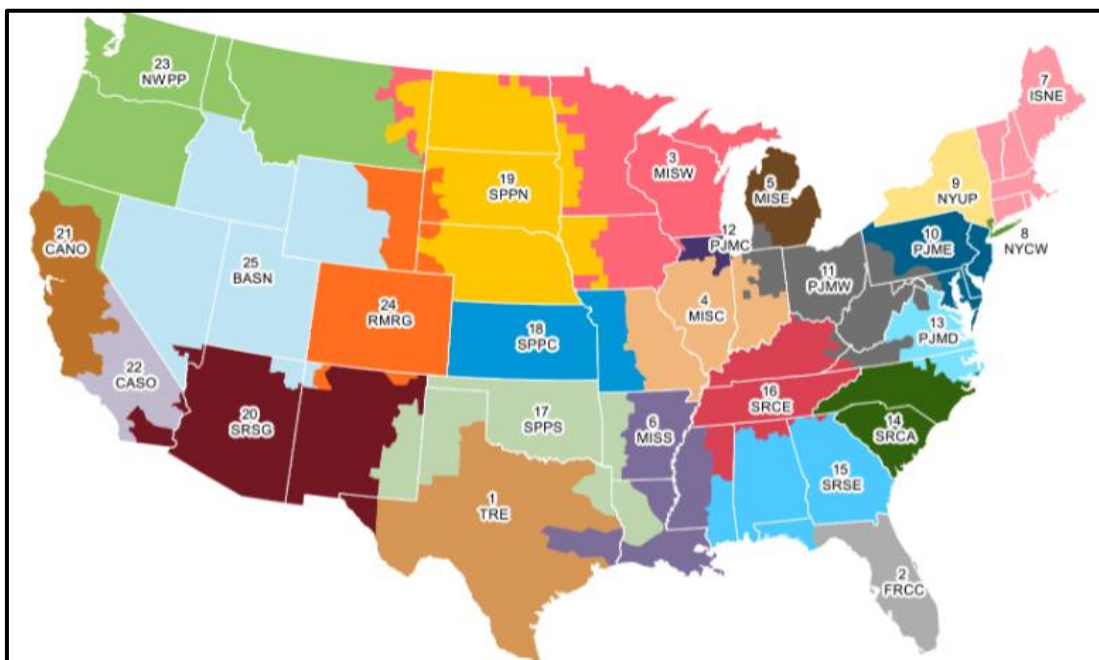 23
NWPP
7
ISNE
3
MISW
19
SPPN
5
MISE
9
NYUP
8
NYCW
21
CANO
12
PJMC
10
PJME
25
BASN
11
PJMW
24
RMRG
4
MISC
13
PJMD
18
SPPC
22
CASO
16
SRCE
20
SRSG
17
SPPS
6
MISS
14
SRCA
15
SRSE
1
TRE
2
FRCC